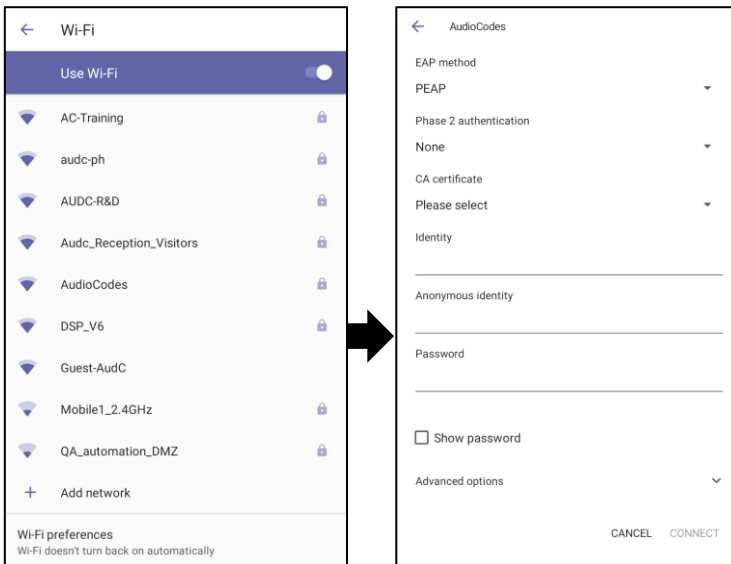 Wi-Fi
Use Wi-Fi
AC-Training
audc-ph
AUDC-R&D
Audc_Reception_Visitors
AudioCodes
DSP_V6
Guest-AudC
Mobile1_2.4GHz
QA_automation_DMZ
Add network
Wi-Fi preferences
Wi-Fi doesn't turn back on automatically
AudioCodes
EAP method
PEAP
Phase 2 authentication
None
CA certificate
Please select
Identity
Anonymous identity
Password
Show password
Advanced options
CANCEL CONNECT